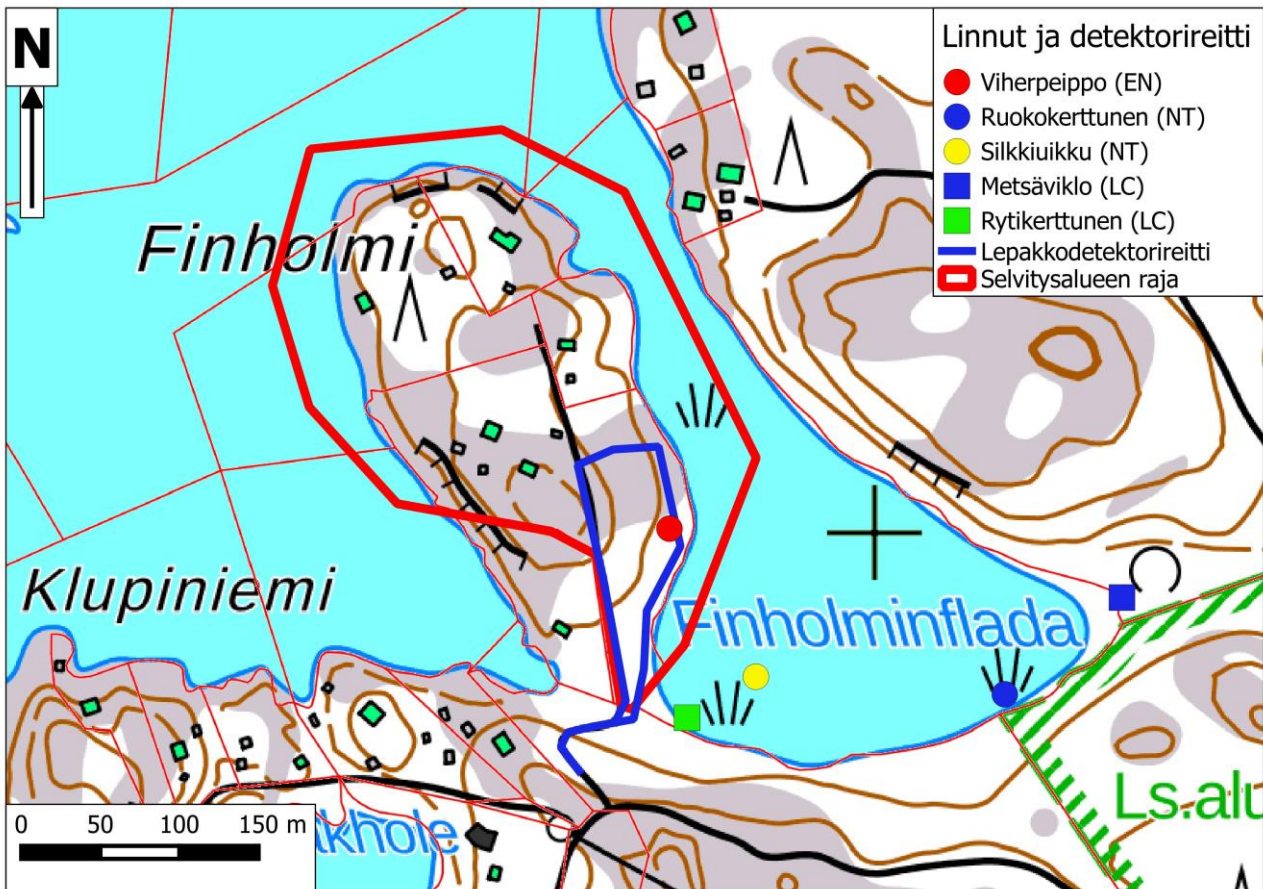 N
Linnut ja detektorireitti
Viherpeippo (EN)
Ruokokerttunen (NT)
Silkkiuikku (NT)
Metsäviklo (LC)
Rytikerttunen (LC)
Lepakkodetektorireitti
Selvitysalueen raja
Finholmi
Klupiniemi
Finholminflada
Ls.alu
0 50 100 150 m